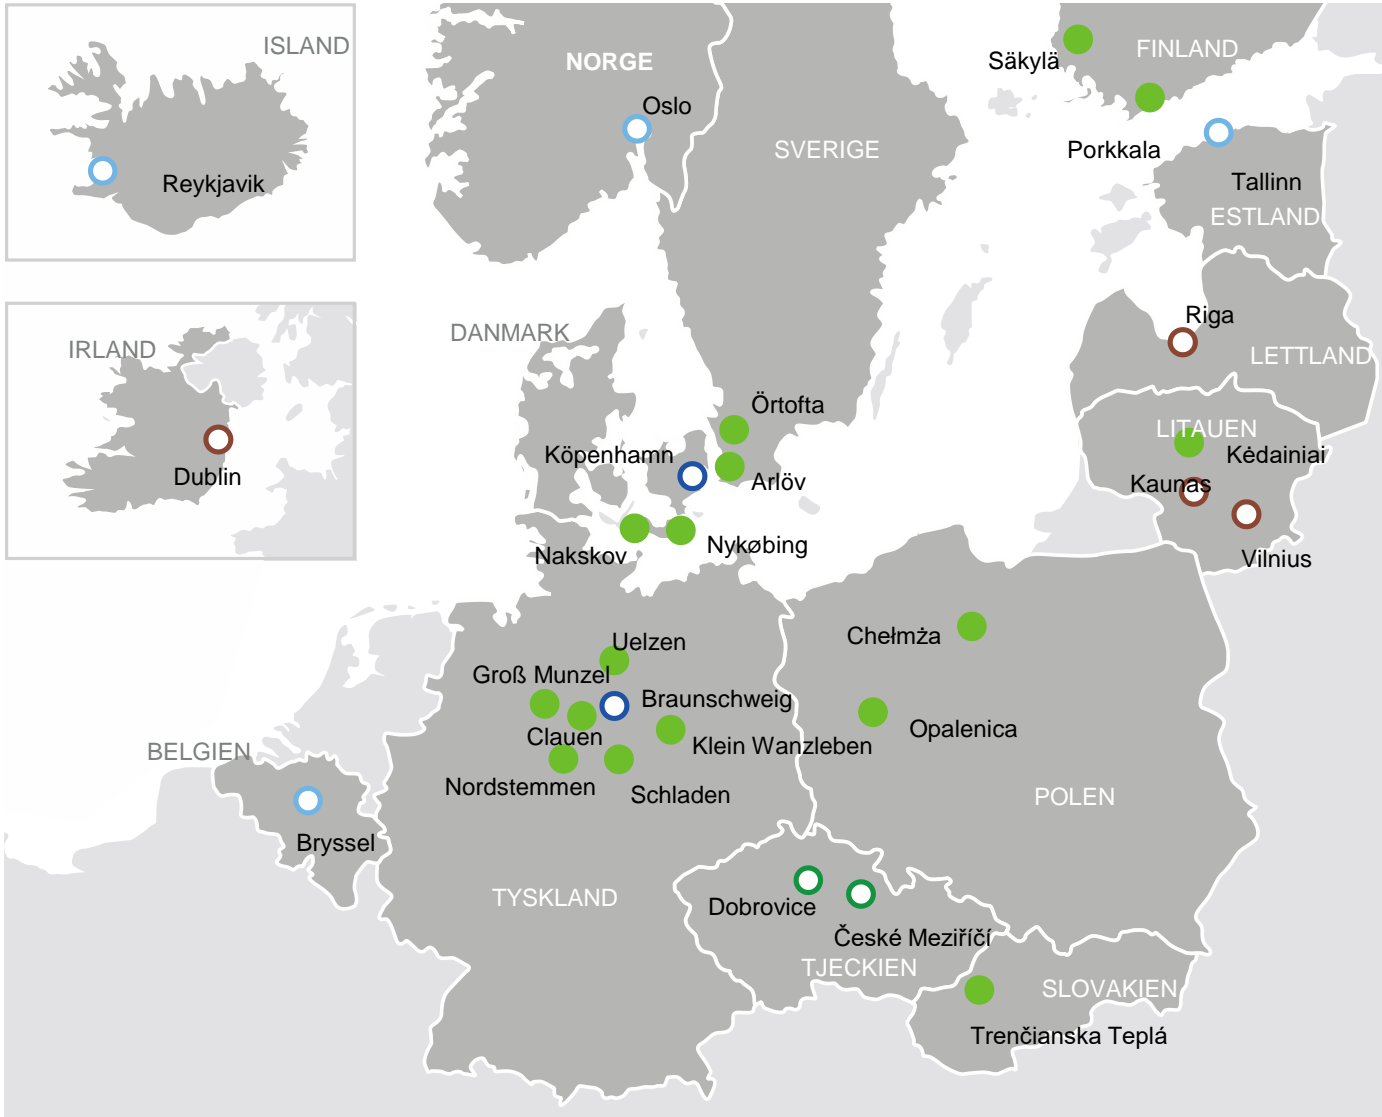 ISLAND
Reykjavik
IRLAND
Dublin
NORGE
Oslo
SVERIGE
Säkylä
FINLAND
Porkkala
Tallinn
ESTLAND
Riga
LETTLAND
DANMARK
Örtofta
Köpenhamn
Arlöv
Nakskov
Nykøbing
LITAUEN
Kėdainiai
Kaunas
Vilnius
Uelzen
Groß Munzel
Braunschweig
Clauen
Klein Wanzleben
Nordstemmen
Schladen
Chełmża
Opalenica
POLEN
BELGIEN
Bryssel
TYSKLAND
Dobrovice
České Meziříčí
TJECKIEN
SLOVAKIEN
Trenčianska Teplá